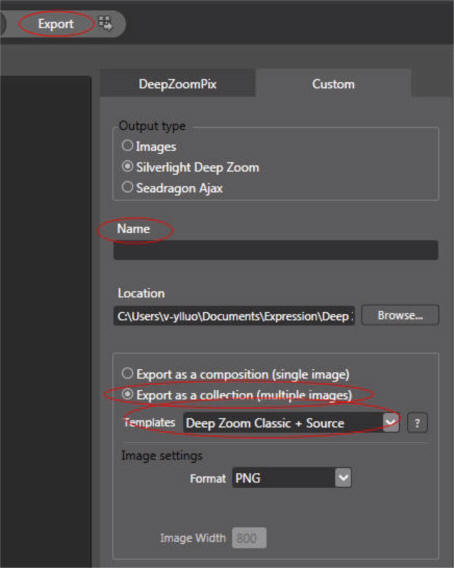 Export
DeepZoomPix Custom
Output type
Images
Silverlight Deep Zoom
Seadragon Ajax
Name
Location
C:\Users\v-ylluo\Documents\Expression\Deep Browse...
Export as a composition (single image)
Export as a collection (multiple images)
Templates Deep Zoom Classic + Source ?
Image settings
Format PNG
Image Width 800